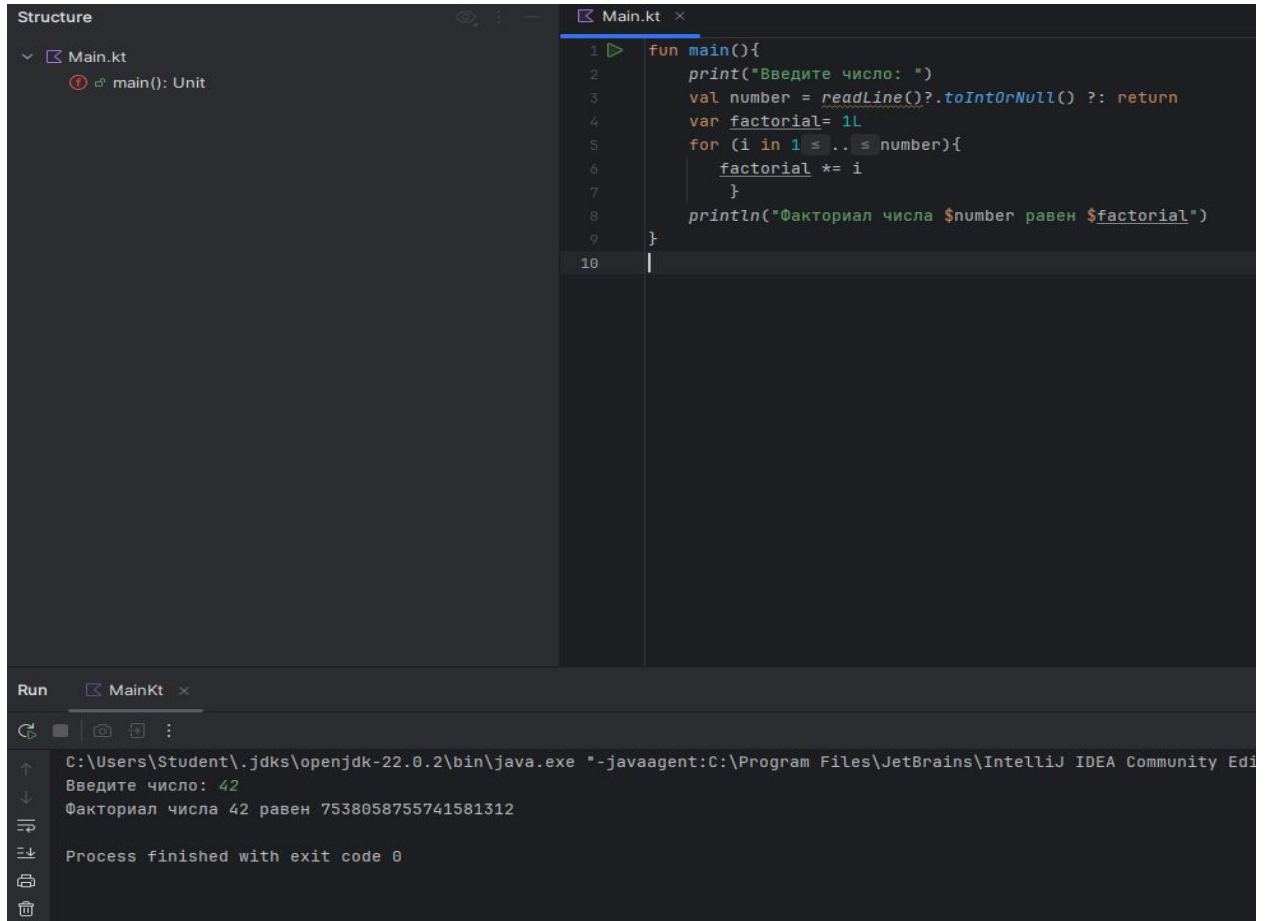 Structure
Main.kt
main(): Unit
Main.kt
1 fun main(){
2 print("Введите число: ")
3 val number = readLine()?.toIntOrNull() ?: return
4 var factorial= 1L
5 for (i in 1 ≤ .. ≤ number){
6 factorial *= i
7 }
8 println("Факториал числа $number равен $factorial")
9 }
10
Run MainKt
C:\Users\Student\.jdks\openjdk-22.0.2\bin\java.exe "-javaagent:C:\Program Files\JetBrains\IntelliJ IDEA Community Edi
Введите число: 42
Факториал числа 42 равен 7538058755741581312
Process finished with exit code 0